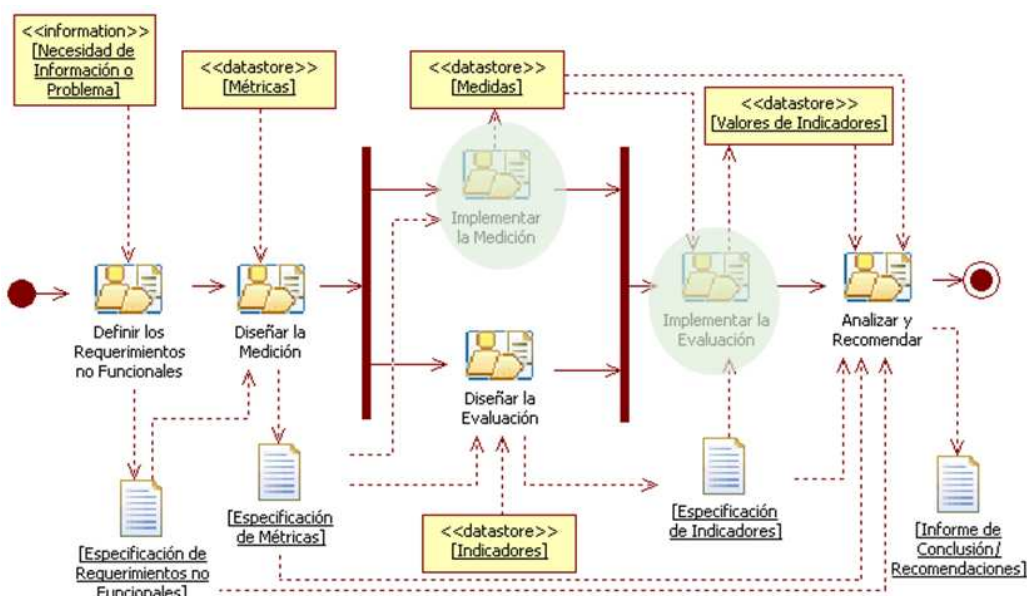 <<information>>
[Necesidad de
Información o
Problema]
<<datastore>>
[Métricas]
<<datastore>>
[Medidas]
<<datastore>>
[Valores de Indicadores]
Implementar
la Medición
Definir los
Requerimientos
no Funcionales
Diseñar la
Medición
Implementar la
Evaluación
Analizar y
Recomendar
Diseñar la
Evaluación
[Especificación de
Requerimientos no
Funcionales]
[Especificación
de Métricas]
<<datastore>>
[Indicadores]
[Especificación
de Indicadores]
[Informe de
Conclusión/
Recomendaciones]